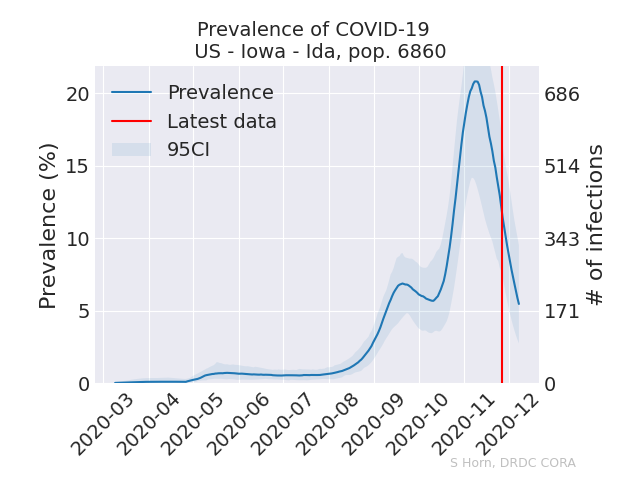 Prevalence of COVID-19
US - Iowa - Ida, pop. 6860
Prevalence
Latest data
95CI
Prevalence (%)
20
15
10
5
0
686
514
343
171
0
# of infections
2020-03
2020-04
2020-05
2020-06
2020-07
2020-08
2020-09
2020-10
2020-11
2020-12
S Horn, DRDC CORA